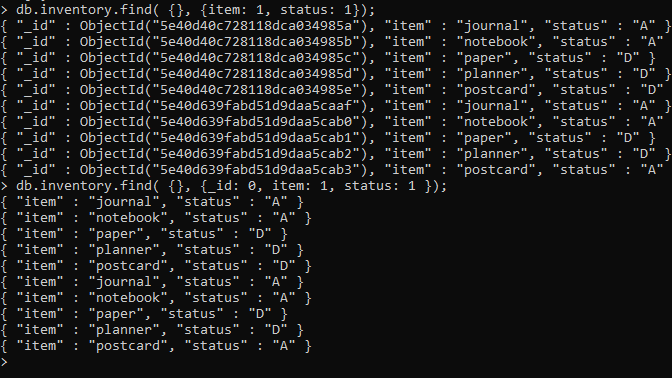 > db.inventory.find( {}, {item: 1, status: 1});
{ "_id" : ObjectId("5e40d40c728118dca034985a"), "item" : "journal", "status" : "A" }
{ "_id" : ObjectId("5e40d40c728118dca034985b"), "item" : "notebook", "status" : "A"
{ "_id" : ObjectId("5e40d40c728118dca034985c"), "item" : "paper", "status" : "D" }
{ "_id" : ObjectId("5e40d40c728118dca034985d"), "item" : "planner", "status" : "D" }
{ "_id" : ObjectId("5e40d40c728118dca034985e"), "item" : "postcard", "status" : "D"
{ "_id" : ObjectId("5e40d639fabd51d9daa5caaf"), "item" : "journal", "status" : "A" }
{ "_id" : ObjectId("5e40d639fabd51d9daa5cab0"), "item" : "notebook", "status" : "A"
{ "_id" : ObjectId("5e40d639fabd51d9daa5cab1"), "item" : "paper", "status" : "D" }
{ "_id" : ObjectId("5e40d639fabd51d9daa5cab2"), "item" : "planner", "status" : "D" }
{ "_id" : ObjectId("5e40d639fabd51d9daa5cab3"), "item" : "postcard", "status" : "A"
> db.inventory.find( {}, {_id: 0, item: 1, status: 1 });
{ "item" : "journal", "status" : "A" }
{ "item" : "notebook", "status" : "A" }
{ "item" : "paper", "status" : "D" }
{ "item" : "planner", "status" : "D" }
{ "item" : "postcard", "status" : "D" }
{ "item" : "journal", "status" : "A" }
{ "item" : "notebook", "status" : "A" }
{ "item" : "paper", "status" : "D" }
{ "item" : "planner", "status" : "D" }
{ "item" : "postcard", "status" : "A" }
>